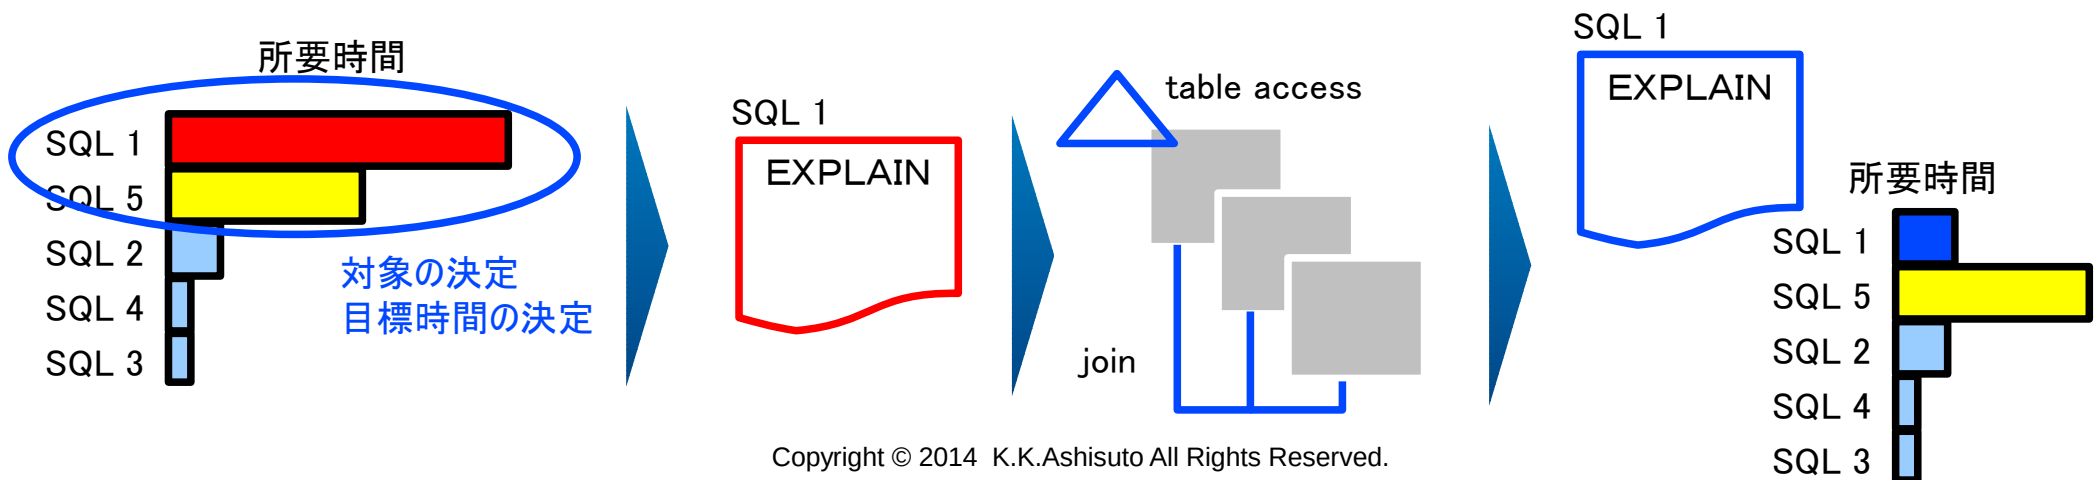 所要時間
SQL 1
SQL 5
SQL 2
SQL 4
SQL 3
対象の決定
目標時間の決定
SQL 1
EXPLAIN
table access
join
SQL 1
EXPLAIN
所要時間
SQL 1
SQL 5
SQL 2
SQL 4
SQL 3
Copyright © 2014 K.K.Ashisuto All Rights Reserved.